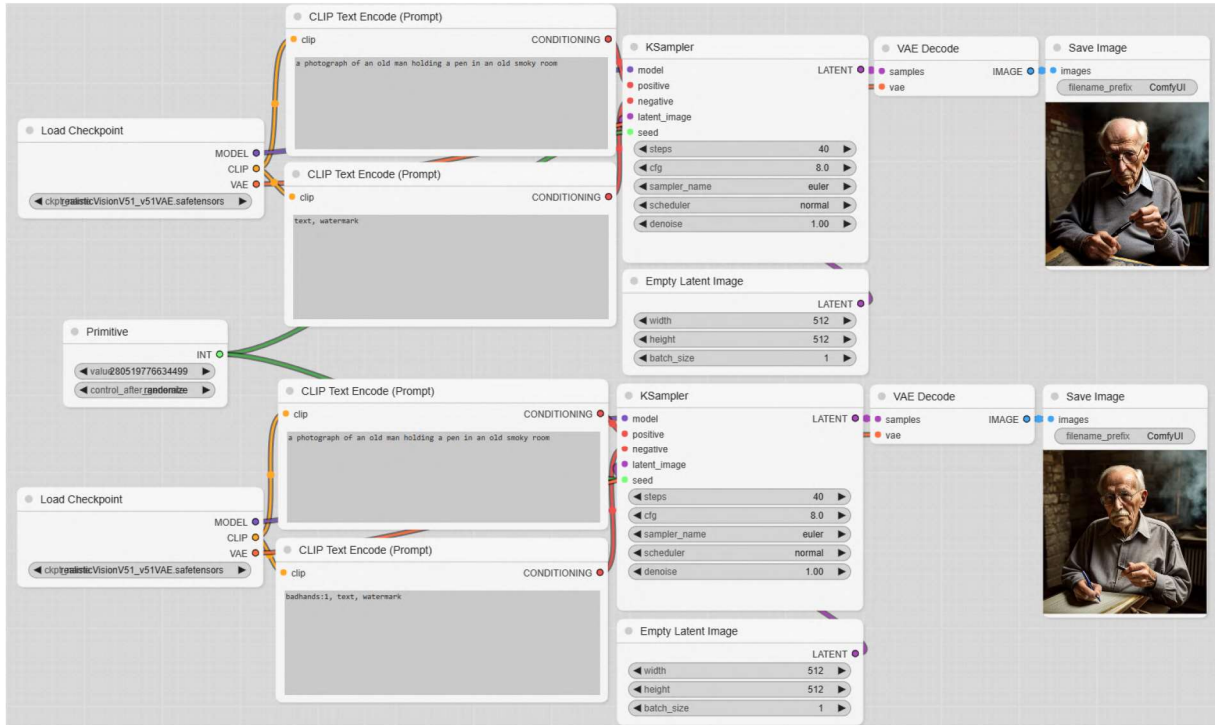 CLIP Text Encode (Prompt)
clip
CONDITIONING
a photograph of an old man holding a pen in an old smoky room
Load Checkpoint
MODEL
CLIP
VAE
realisticVisionV51_v51VAE.safetensors
CLIP Text Encode (Prompt)
clip
CONDITIONING
text, watermark
KSampler
model
LATENT
positive
negative
latent_image
seed
steps 40
cfg 8.0
sampler_name euler
scheduler normal
denoise 1.00
Empty Latent Image
LATENT
width 512
height 512
batch_size 1
VAE Decode
samples
IMAGE
vae
Save Image
images
filename_prefix ComfyUI
Primitive
INT
value 280519776634499
control_after_ randomize
CLIP Text Encode (Prompt)
clip
CONDITIONING
a photograph of an old man holding a pen in an old smoky room
Load Checkpoint
MODEL
CLIP
VAE
realisticVisionV51_v51VAE.safetensors
CLIP Text Encode (Prompt)
clip
CONDITIONING
badhands:1, text, watermark
KSampler
model
LATENT
positive
negative
latent_image
seed
steps 40
cfg 8.0
sampler_name euler
scheduler normal
denoise 1.00
Empty Latent Image
LATENT
width 512
height 512
batch_size 1
VAE Decode
samples
IMAGE
vae
Save Image
images
filename_prefix ComfyUI